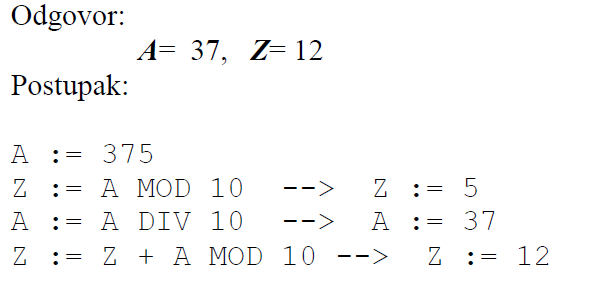 Odgovor:
A= 37, Z= 12
Postupak:
A := 375
Z := A MOD 10 --> Z := 5
A := A DIV 10 --> A := 37
Z := Z + A MOD 10 --> Z := 12